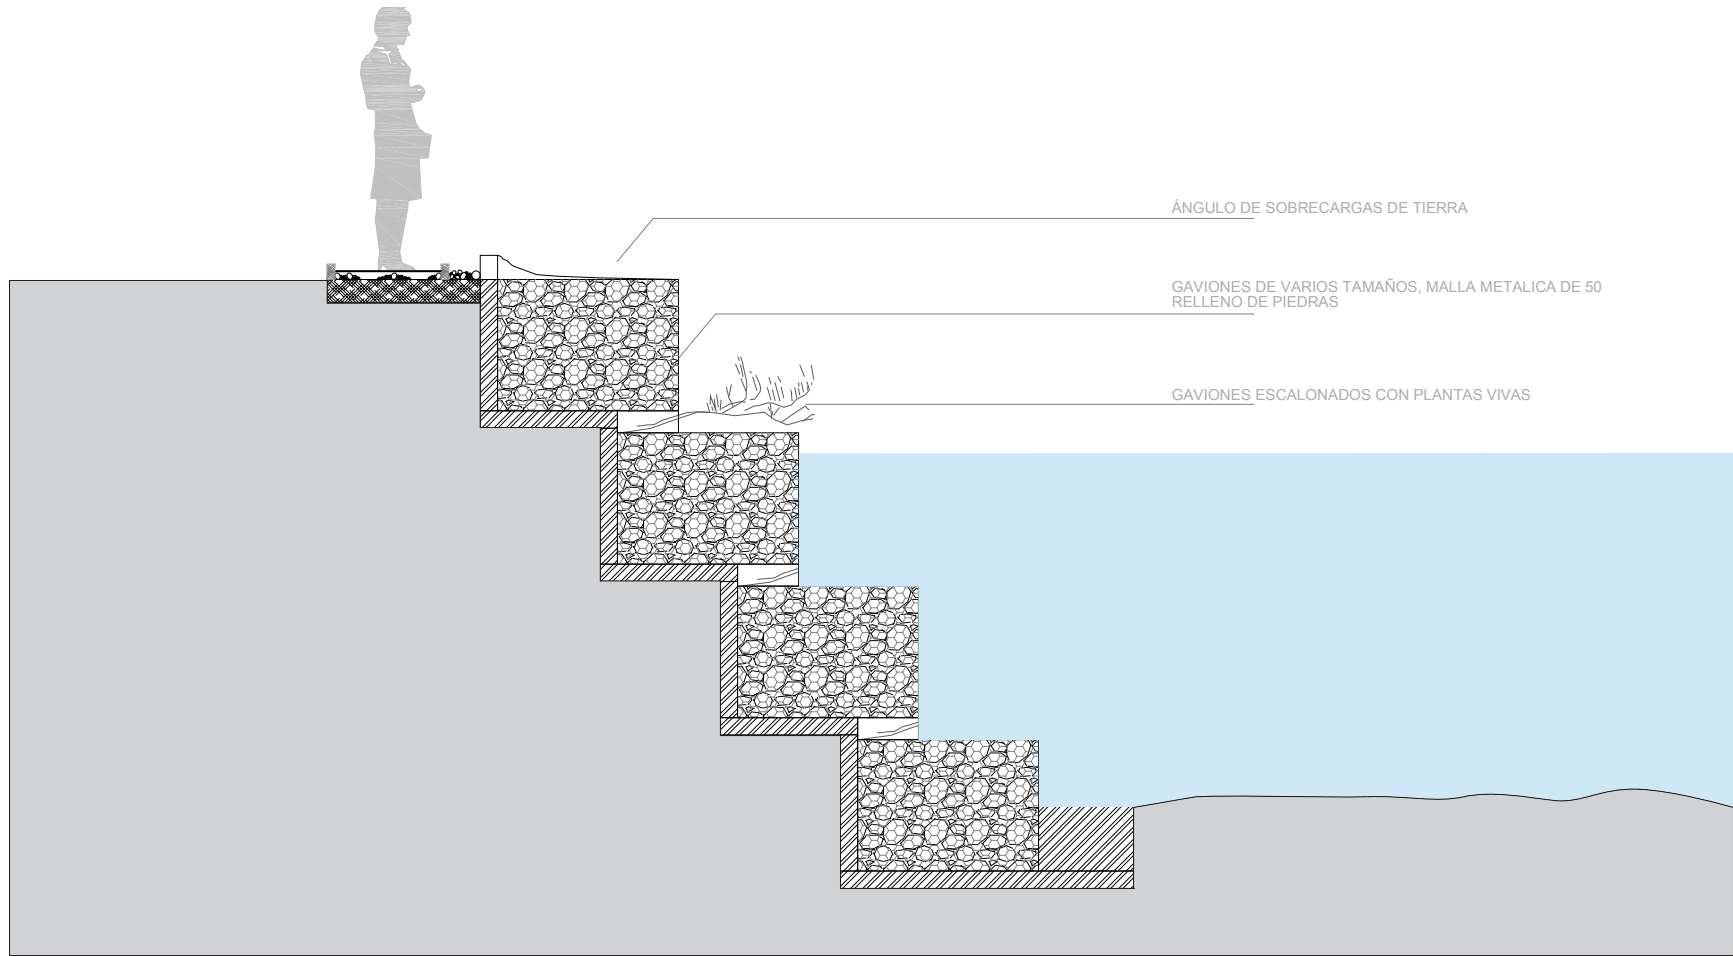 ÁNGULO DE SOBRECARGAS DE TIERRA
GAVIONES DE VARIOS TAMAÑOS, MALLA METALICA DE 50
RELLENO DE PIEDRAS
GAVIONES ESCALONADOS CON PLANTAS VIVAS